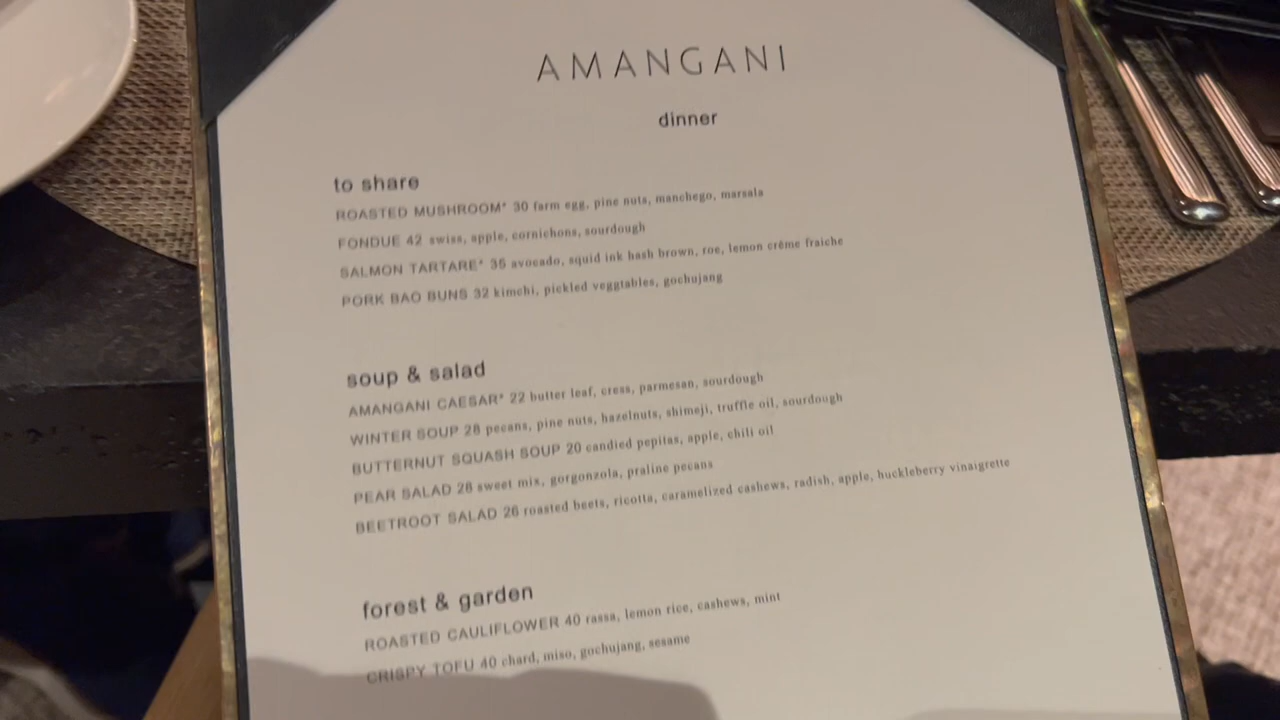 AMANGANI
dinner
to share
ROASTED MUSHROOM* 30 farm egg, pine nuts, manchego, marsala
FONDUE 42 swiss, apple, cornichons, sourdough
SALMON TARTARE* 36 avocado, squid ink hash brown, roe, lemon crème fraiche
PORK BAO BUNS 32 kimchi, pickled veggtables, gochujang
soup & salad
AMANGANI CAESAR* 22 butter leaf, cress, parmesan, sourdough
WINTER SOUP 28 pecans, pine nuts, hazelnuts, shimeji, truffle oil, sourdough
BUTTERNUT SQUASH SOUP 20 candied pepitas, apple, chili oil
PEAR SALAD 28 sweet mix, gorgonzola, praline pecans
BEETROOT SALAD 26 roasted beets, ricotta, caramelized cashews, radish, apple, huckleberry vinaigrette
forest & garden
ROASTED CAULIFLOWER 40 rassa, lemon rice, cashews, mint
CRISPY TOFU 40 chard, miso, gochujang, sesame